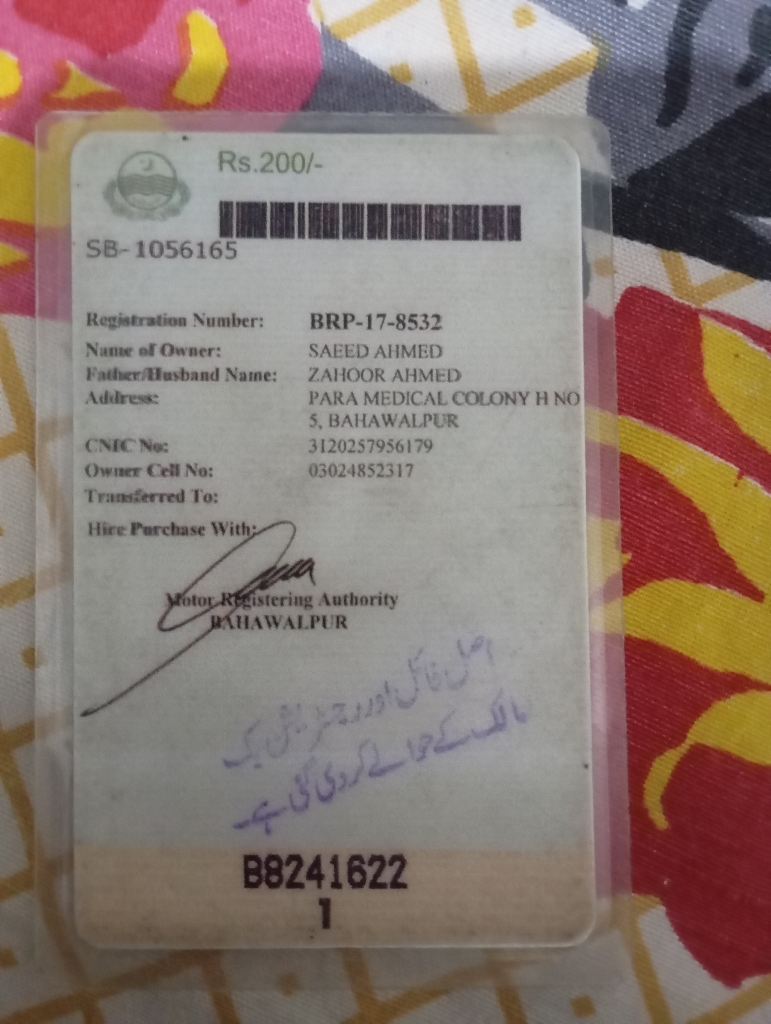 Rs.200/-
SB-1056165
Registration Number: BRP-17-8532
Name of Owner: SAEED AHMED
Father/Husband Name: ZAHOOR AHMED
Address: PARA MEDICAL COLONY H NO
5, BAHAWALPUR
CNIC No: 3120257956179
Owner Cell No: 03024852317
Transferred To:
Hire Purchase With:
Motor Registering Authority
BAHAWALPUR
اصل فائل اور رجسٹریشن بک
مالک کے حوالے کردی گئی ہے۔
B8241622
1